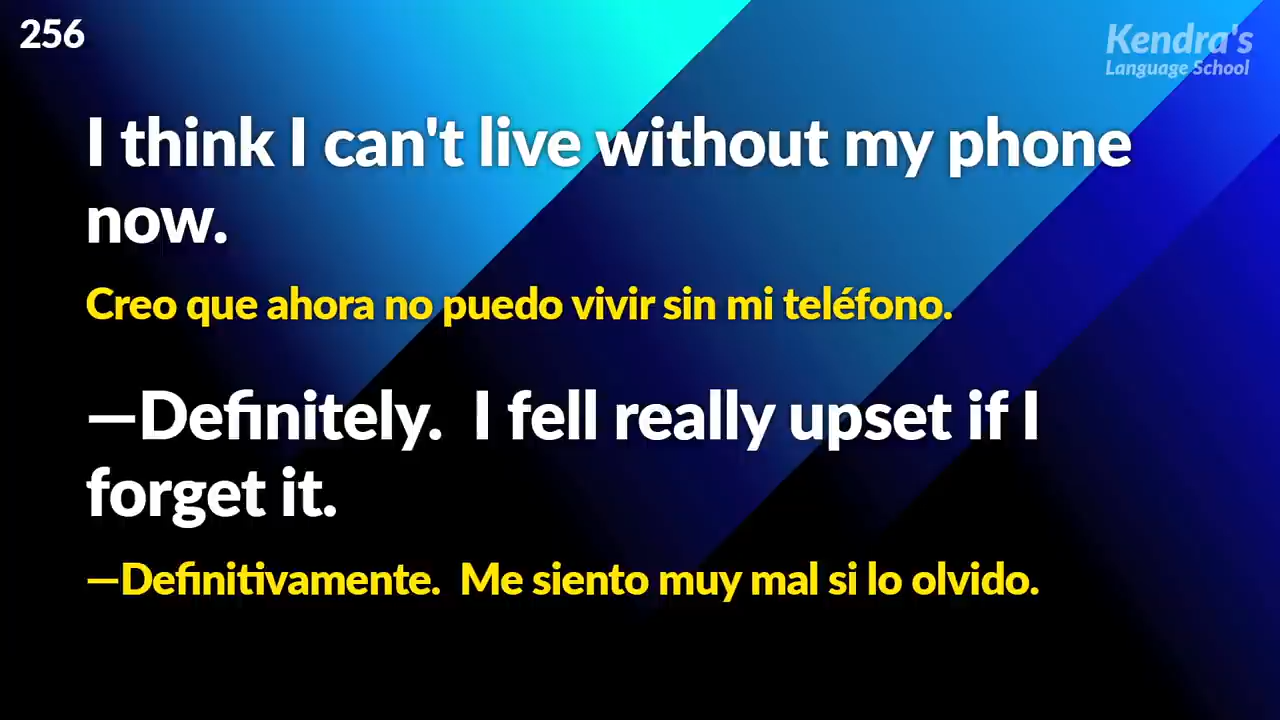 256
Kendra's
Language School
I think I can't live without my phone
now.
Creo que ahora no puedo vivir sin mi teléfono.
—Definitely.  I fell really upset if I
forget it.
—Definitivamente.  Me siento muy mal si lo olvido.